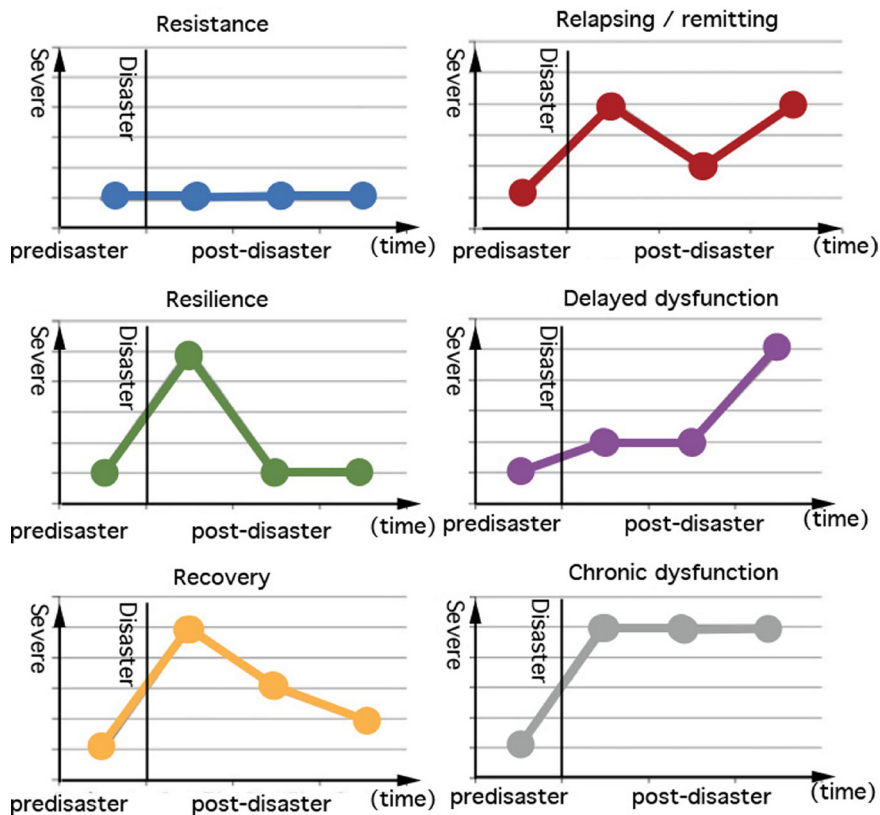 Resistance
Severe
Disaster
predisaster
post-disaster
(time)
Relapsing / remitting
Severe
Disaster
predisaster
post-disaster
(time)
Resilience
Severe
Disaster
predisaster
post-disaster
(time)
Delayed dysfunction
Severe
Disaster
predisaster
post-disaster
(time)
Recovery
Severe
Disaster
predisaster
post-disaster
(time)
Chronic dysfunction
Severe
Disaster
predisaster
post-disaster
(time)